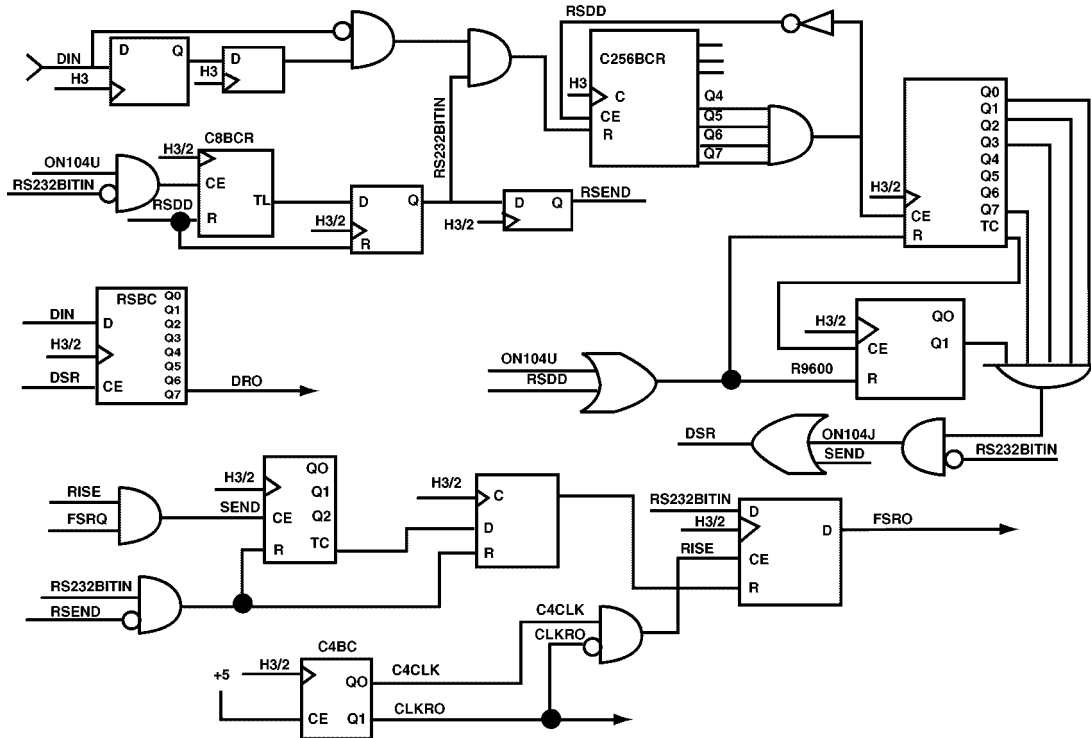 RSDD
DIN
D Q
D
H3
H3
C256BCR
H3
C
CE
R
Q4
Q5
Q6
Q7
RS232BITIN
Q0
Q1
Q2
Q3
Q4
Q5
Q6
Q7
TC
H3/2
CE
R
C8BCR
ON104U
RS232BITIN
H3/2
CE
TL
RSDD
R
D Q
H3/2
R
D Q
H3/2
RSEND
RSBC
Q0
Q1
Q2
Q3
Q4
Q5
Q6
Q7
DIN
D
H3/2
DSR
CE
DRO
ON104U
RSDD
H3/2
QO
Q1
CE
R9600
R
DSR
ON104J
SEND
RS232BITIN
RISE
FSRQ
H3/2
SEND
QO
Q1
Q2
TC
CE
R
H3/2
C
D
R
RS232BITIN
RSEND
RS232BITIN
H3/2
RISE
D
CE
R
D
FSRO
C4CLK
CLKRO
C4BC
+5
H3/2
QO
C4CLK
CE
Q1
CLKRO